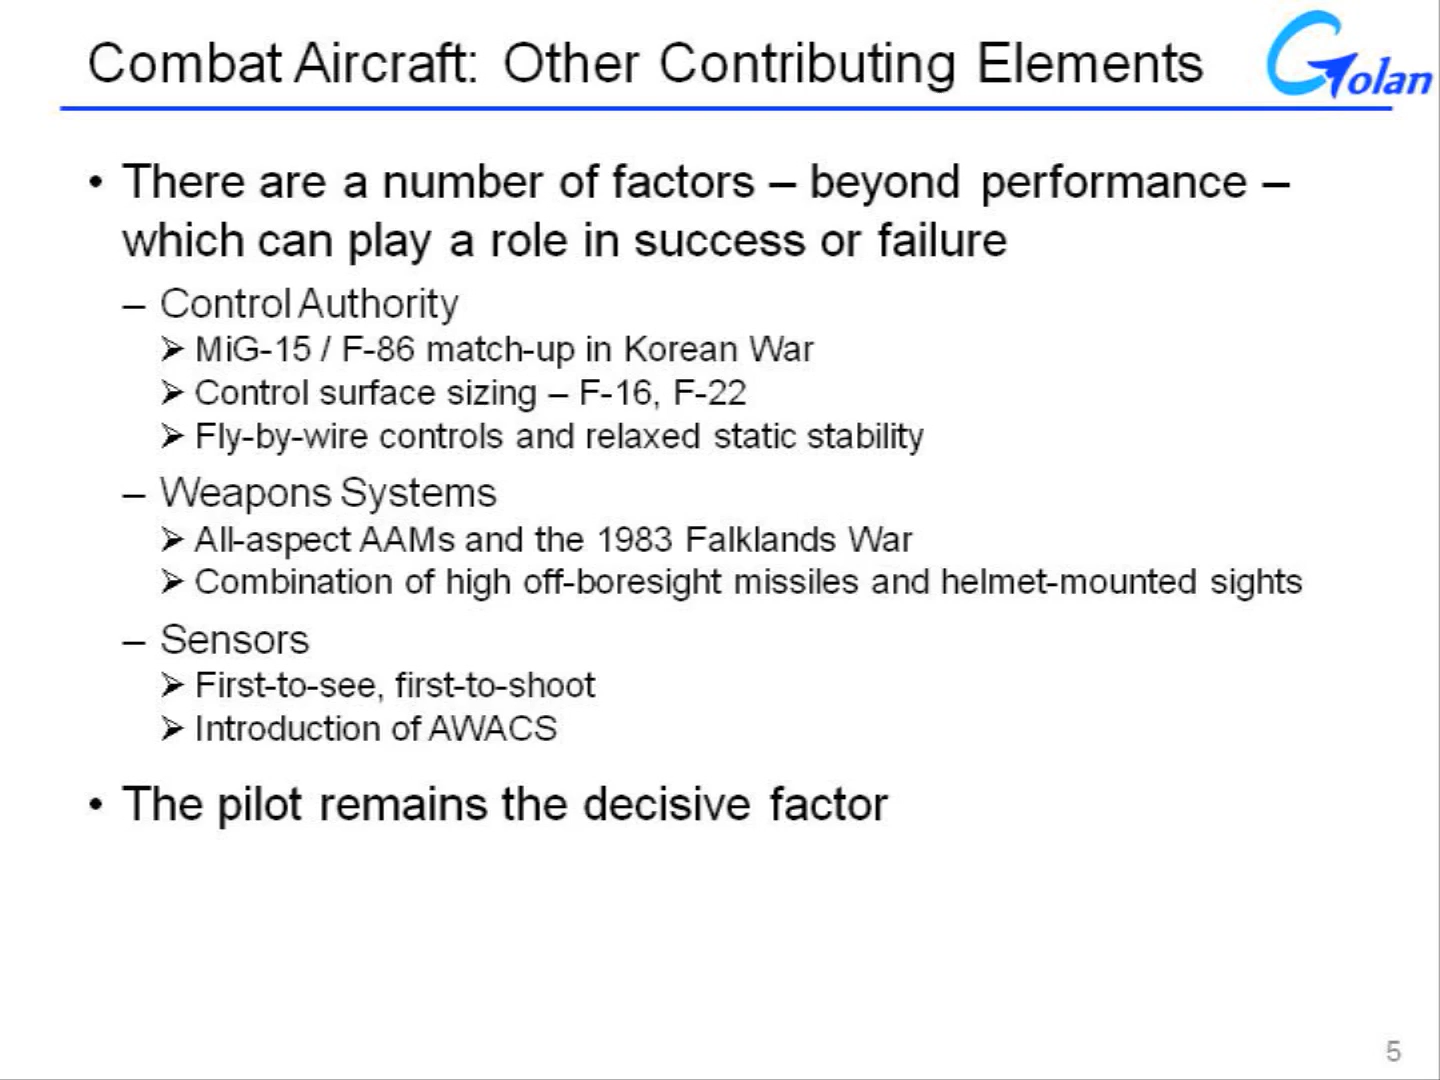 Combat Aircraft: Other Contributing Elements
Golan
• There are a number of factors – beyond performance –
which can play a role in success or failure
– Control Authority
➢ MiG-15 / F-86 match-up in Korean War
➢ Control surface sizing – F-16, F-22
➢ Fly-by-wire controls and relaxed static stability
– Weapons Systems
➢ All-aspect AAMs and the 1983 Falklands War
➢ Combination of high off-boresight missiles and helmet-mounted sights
– Sensors
➢ First-to-see, first-to-shoot
➢ Introduction of AWACS
• The pilot remains the decisive factor
5